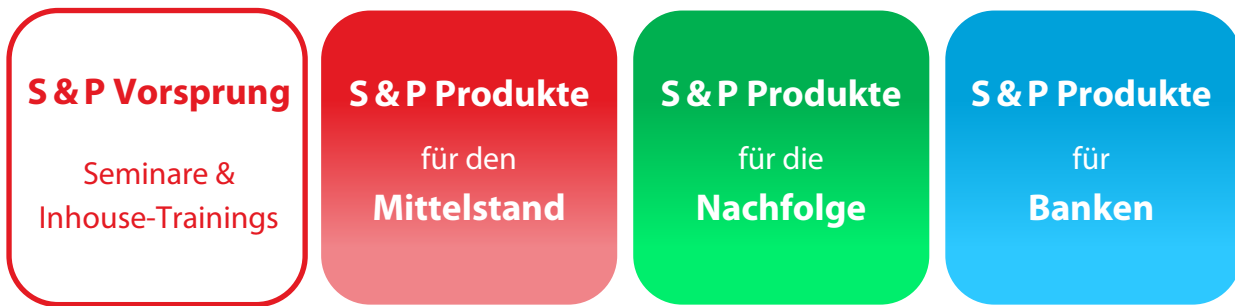 S & P Vorsprung
Seminare &
Inhouse-Trainings
S & P Produkte
für den
Mittelstand
S & P Produkte
für die
Nachfolge
S & P Produkte
für
Banken